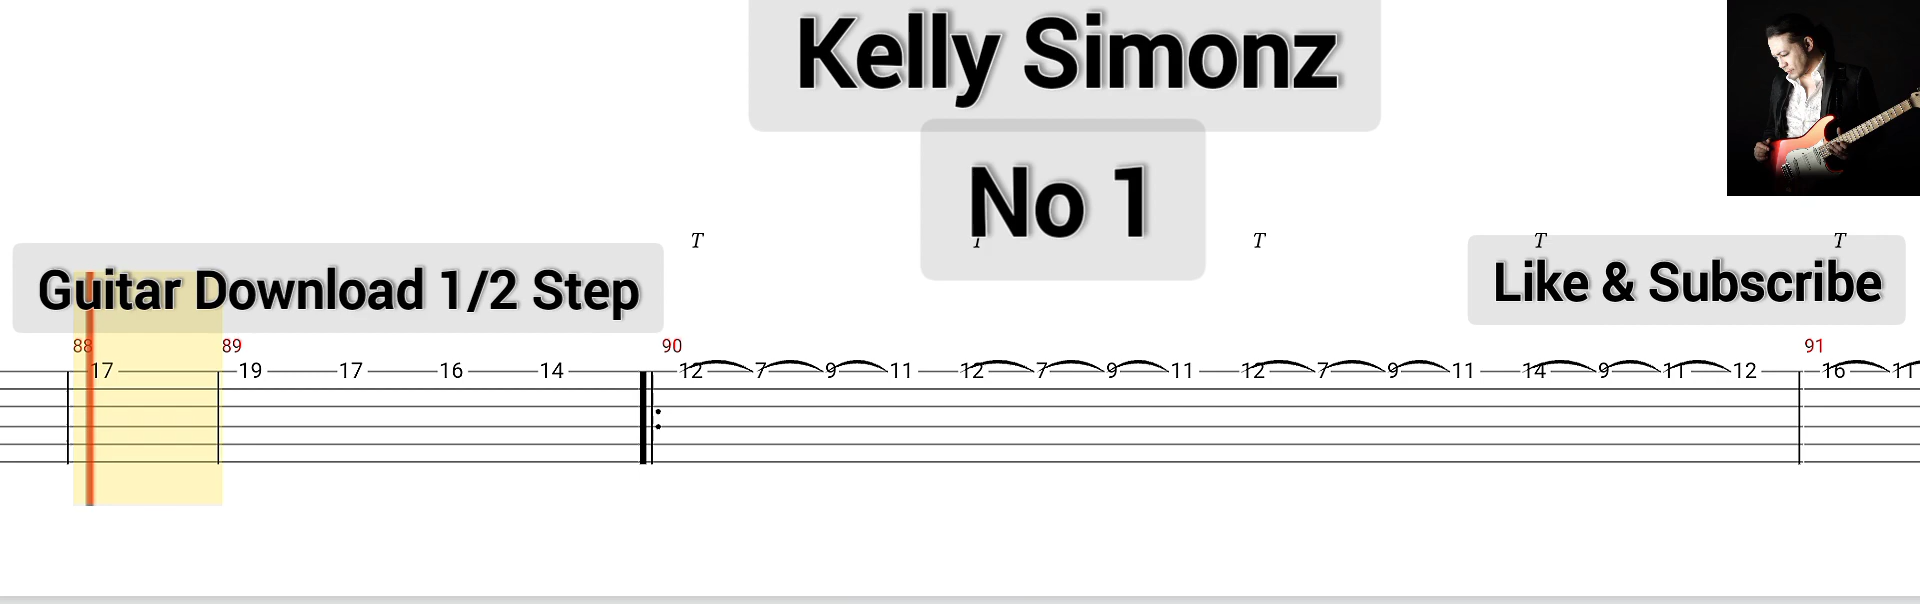 Kelly Simonz
No 1
T T T T T
Guitar Download 1/2 Step
Like & Subscribe
88 89 90 91
17 19 17 16 14 12 7 9 11 12 7 9 11 12 7 9 11 14 9 11 12 16 11